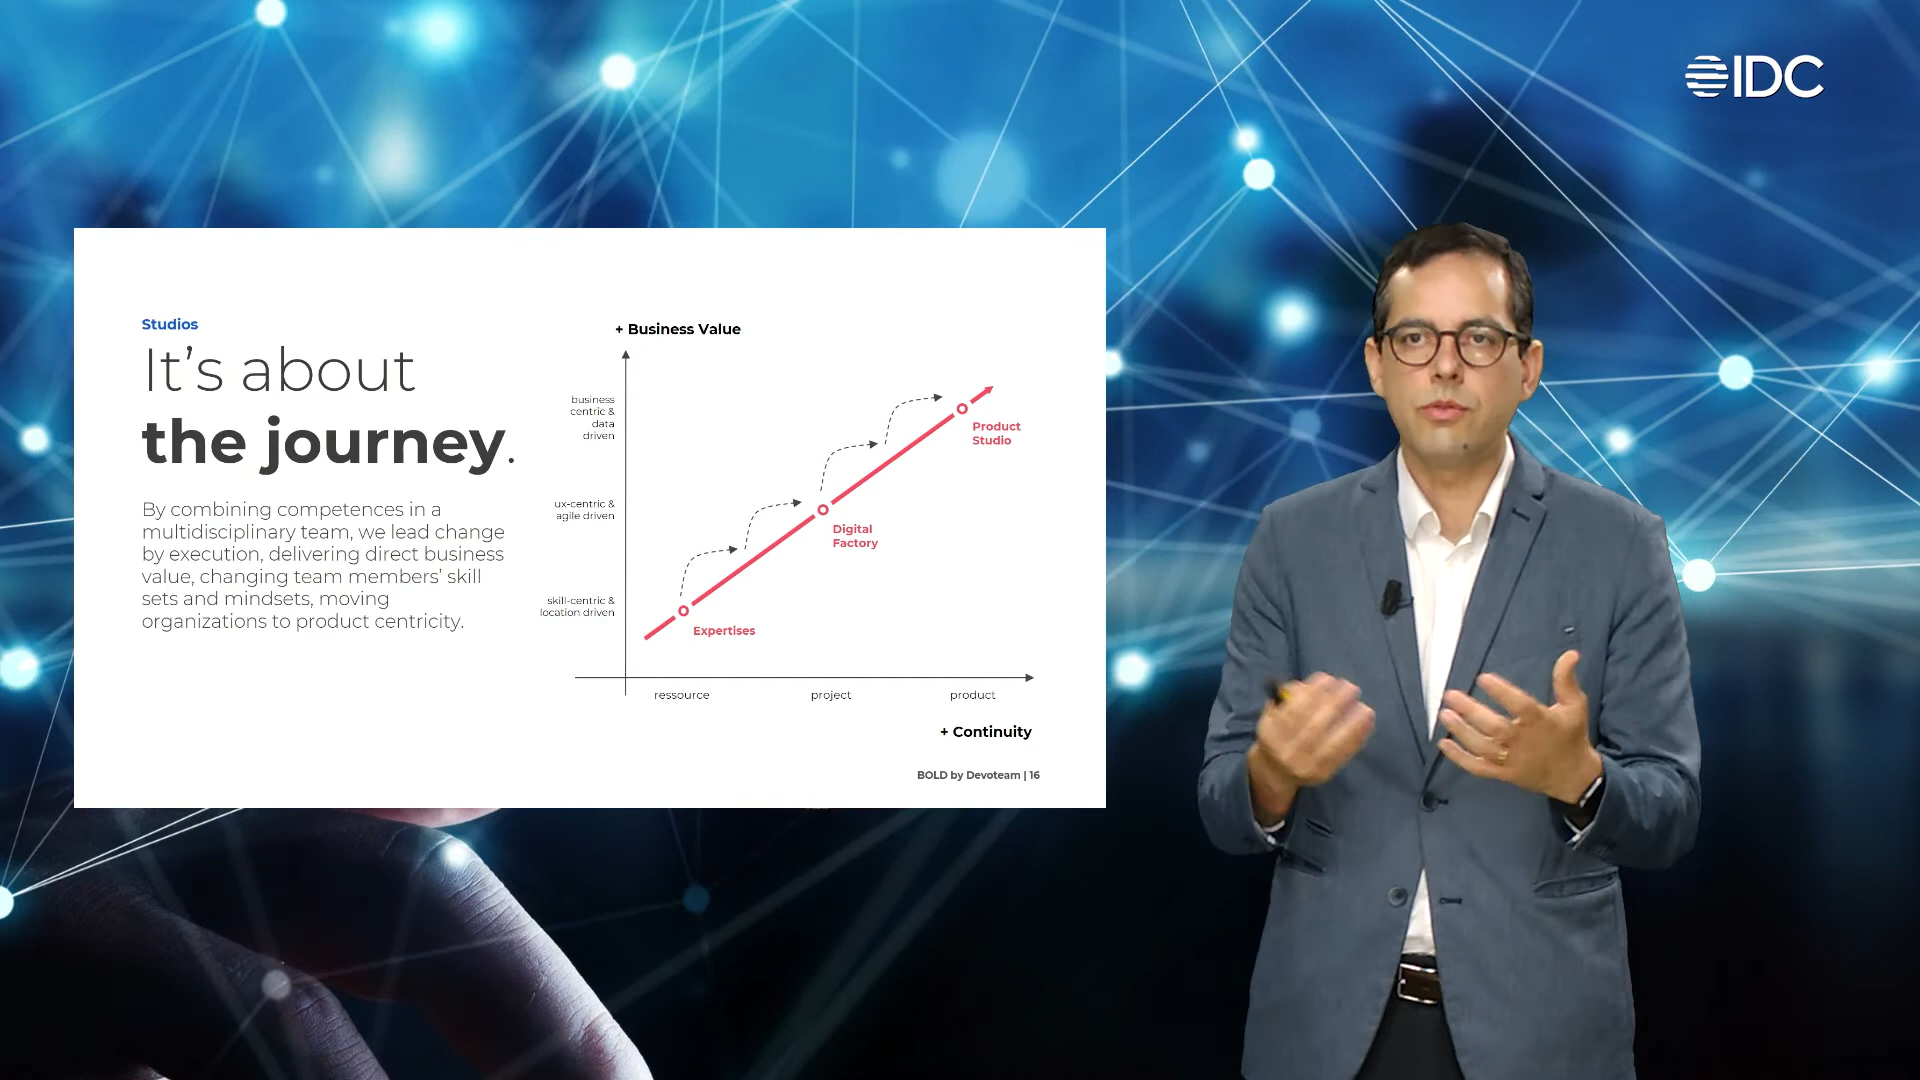 IDC
Studios
It's about
the journey.
By combining competences in a
multidisciplinary team, we lead change
by execution, delivering direct business
value, changing team members' skill
sets and mindsets, moving
organizations to product centricity.
+ Business Value
business
centric &
data
driven
ux-centric &
agile driven
skill-centric &
location driven
Product
Studio
Digital
Factory
Expertises
ressource
project
product
+ Continuity
BOLD by Devoteam | 16